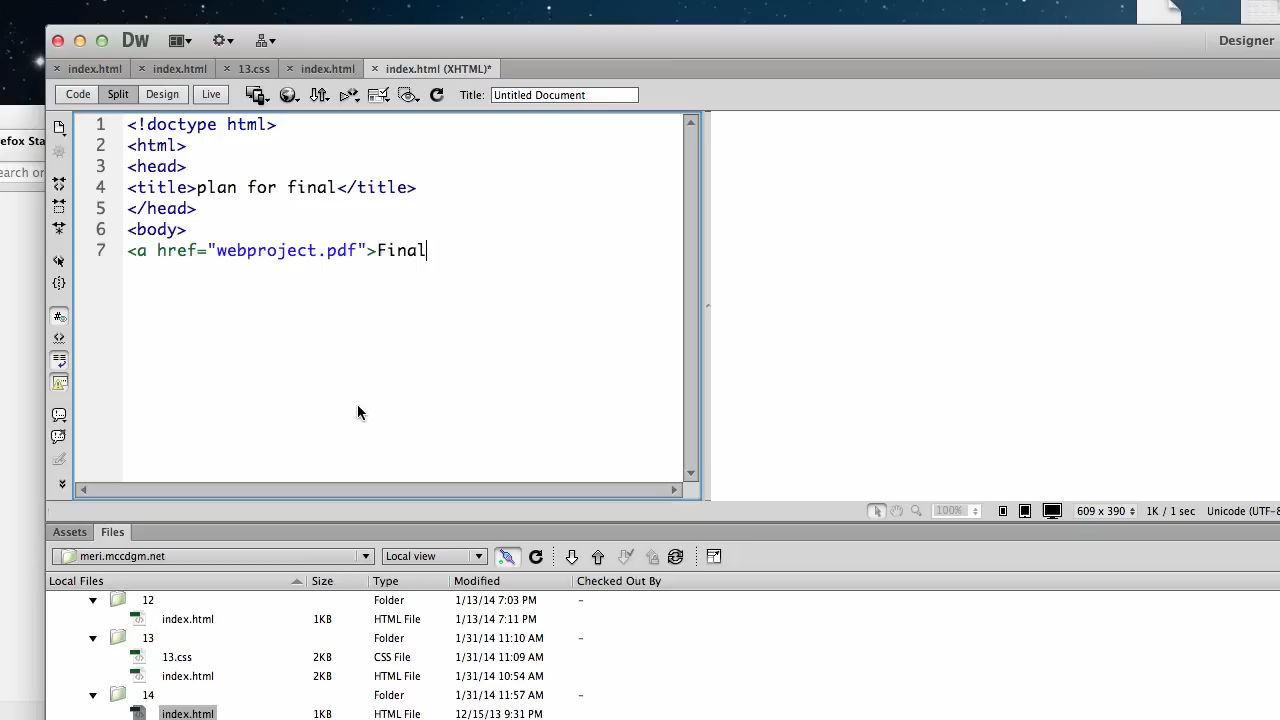 Dw
Designer
index.html
index.html
13.css
index.html
index.html (XHTML)*
Code
Split
Design
Live
Title:
Untitled Document
1 <!doctype html>
2 <html>
3 <head>
4 <title>plan for final</title>
5 </head>
6 <body>
7 <a href="webproject.pdf">Final
efox Sta
earch or
100%
609 x 390
1K / 1 sec
Unicode (UTF-8
Assets
Files
meri.mccdgm.net
Local view
Local Files Size Type Modified Checked Out By
12 Folder 1/13/14 7:03 PM -
index.html 1KB HTML File 1/13/14 7:11 PM
13 Folder 1/31/14 11:10 AM -
13.css 2KB CSS File 1/31/14 11:09 AM
index.html 2KB HTML File 1/31/14 10:54 AM
14 Folder 1/31/14 11:57 AM -
index.html 1KB HTML File 12/15/13 9:31 PM